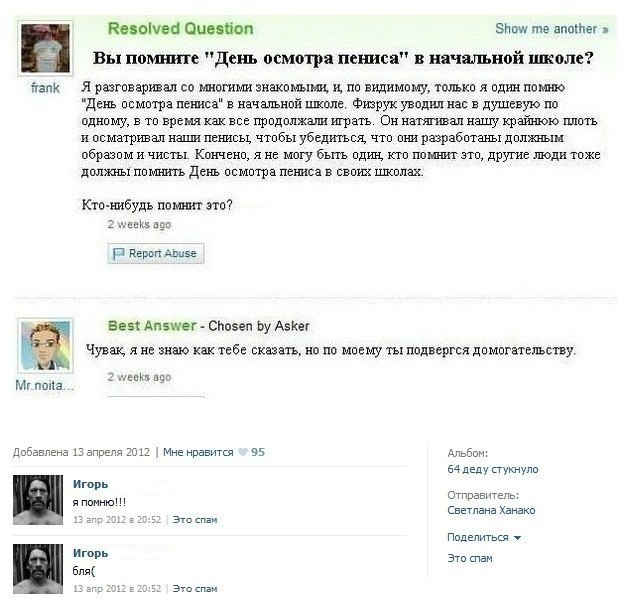 Resolved Question
Show me another »
Вы помните "День осмотра пениса" в начальной школе?
frank
Я разговаривал со многими знакомыми, и, по видимому, только я один помню
"День осмотра пениса" в начальной школе. Физрук уводил нас в душевую по
одному, в то время как все продолжали играть. Он натягивал нашу крайнюю плоть
и осматривал наши пенисы, чтобы убедиться, что они разработаны должным
образом и чисты. Кончено, я не могу быть один, кто помнит это, другие люди тоже
должны помнить День осмотра пениса в своих школах.
Кто-нибудь помнит это?
2 weeks ago
Report Abuse
Best Answer - Chosen by Asker
Чувак, я не знаю как тебе сказать, но по моему ты подвергся домогательству.
Mr.noita...
2 weeks ago
Добавлена 13 апреля 2012 | Мне нравится 95
Игорь
я помню!!!
13 апр 2012 в 20:52 | Это спам
Игорь
бля(
13 апр 2012 в 20:52 | Это спам
Альбом:
64 деду стукнуло
Отправитель:
Светлана Ханако
Поделиться
Это спам